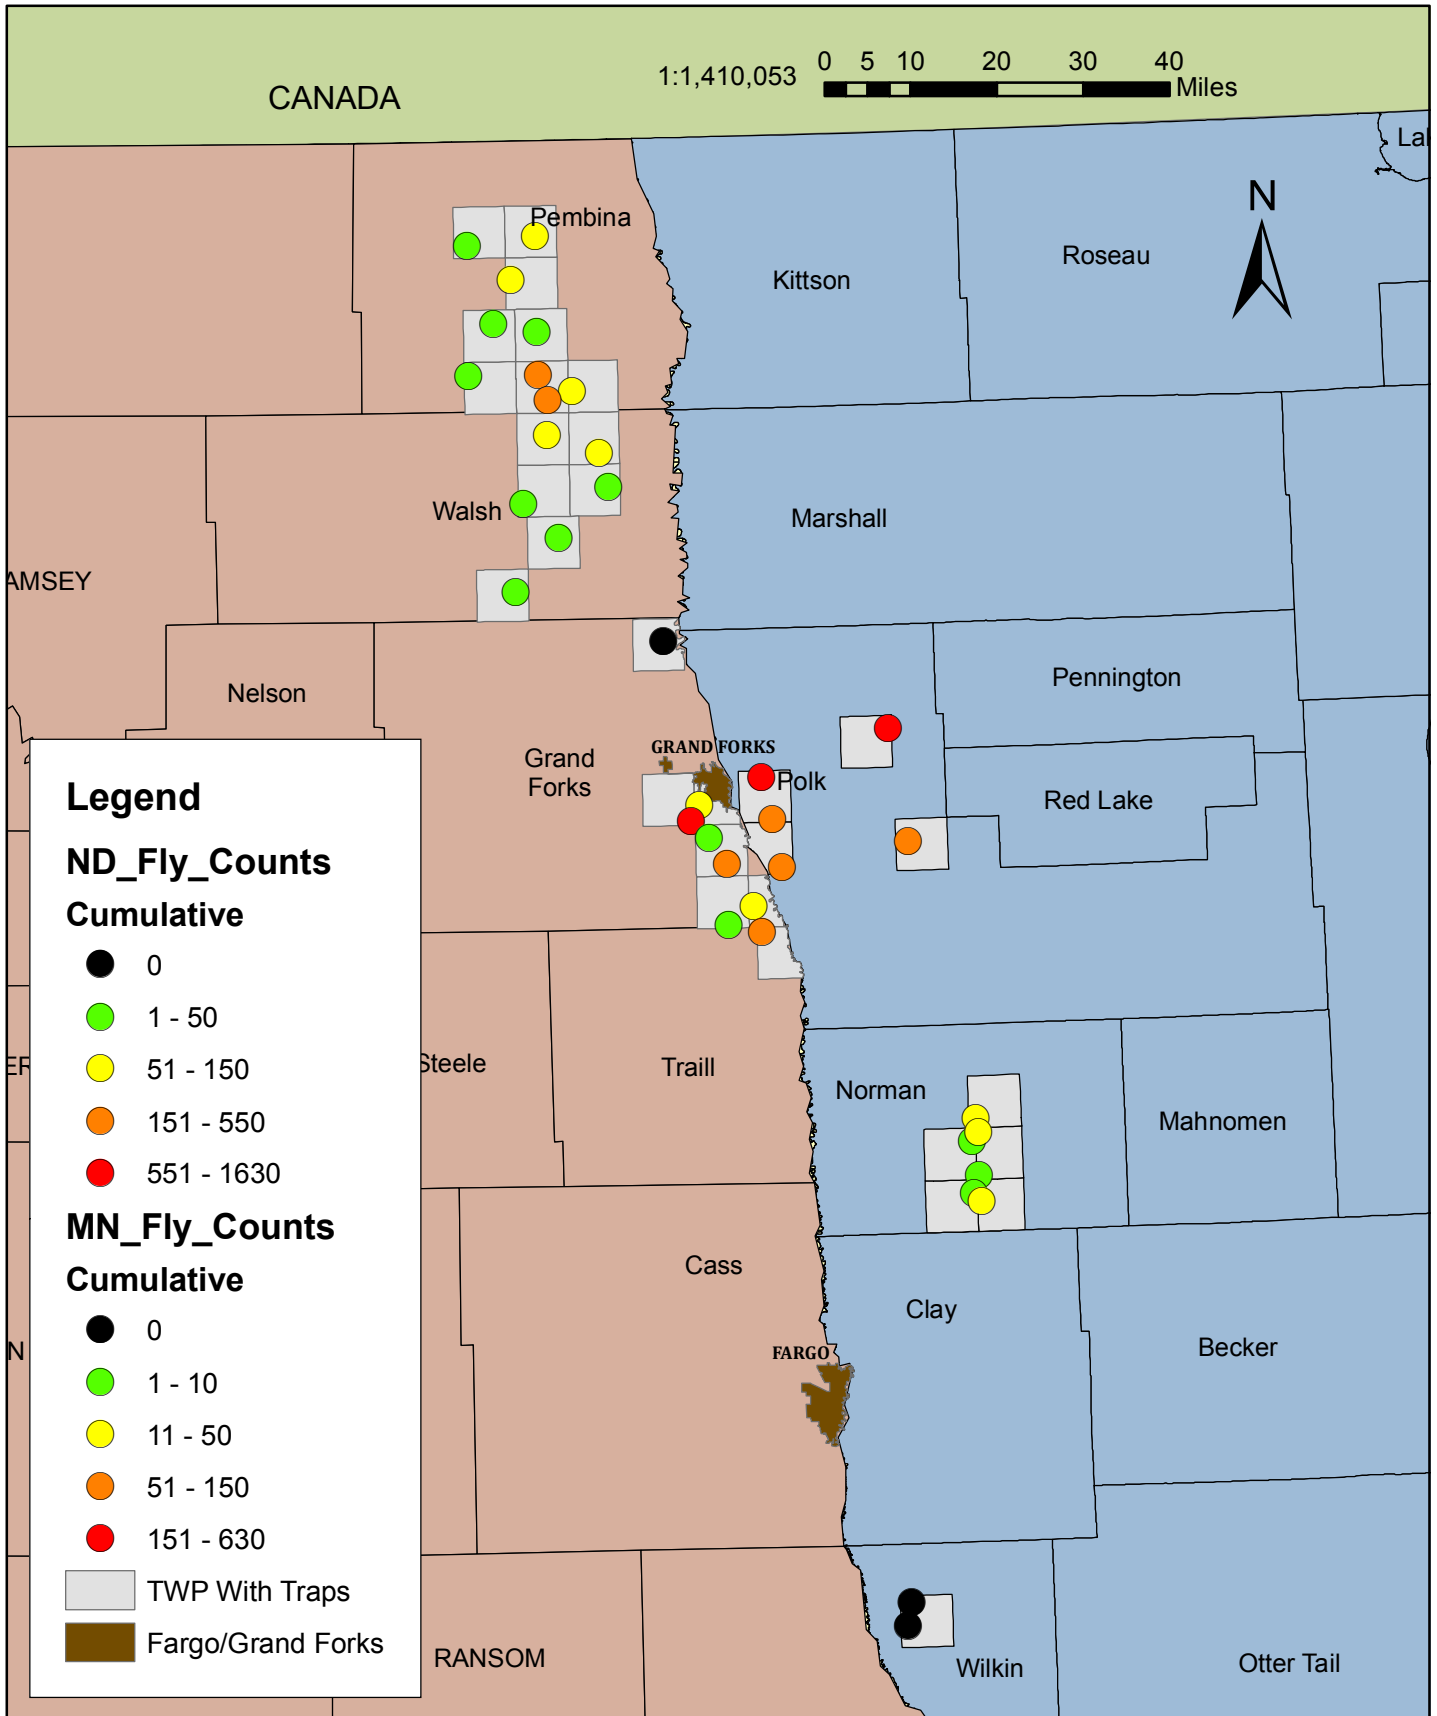 0 5 10 20 30 40
1:1,410,053
Miles
CANADA
N
Pembina
Kittson
Roseau
Walsh
Marshall
AMSEY
Nelson
Pennington
GRAND FORKS
Grand
Forks
Polk
Red Lake
Steele
Traill
Norman
Mahnomen
Cass
Clay
FARGO
Becker
RANSOM
Wilkin
Otter Tail
Legend
ND_Fly_Counts
Cumulative
0
1 - 50
51 - 150
151 - 550
551 - 1630
MN_Fly_Counts
Cumulative
0
1 - 10
11 - 50
51 - 150
151 - 630
TWP With Traps
Fargo/Grand Forks